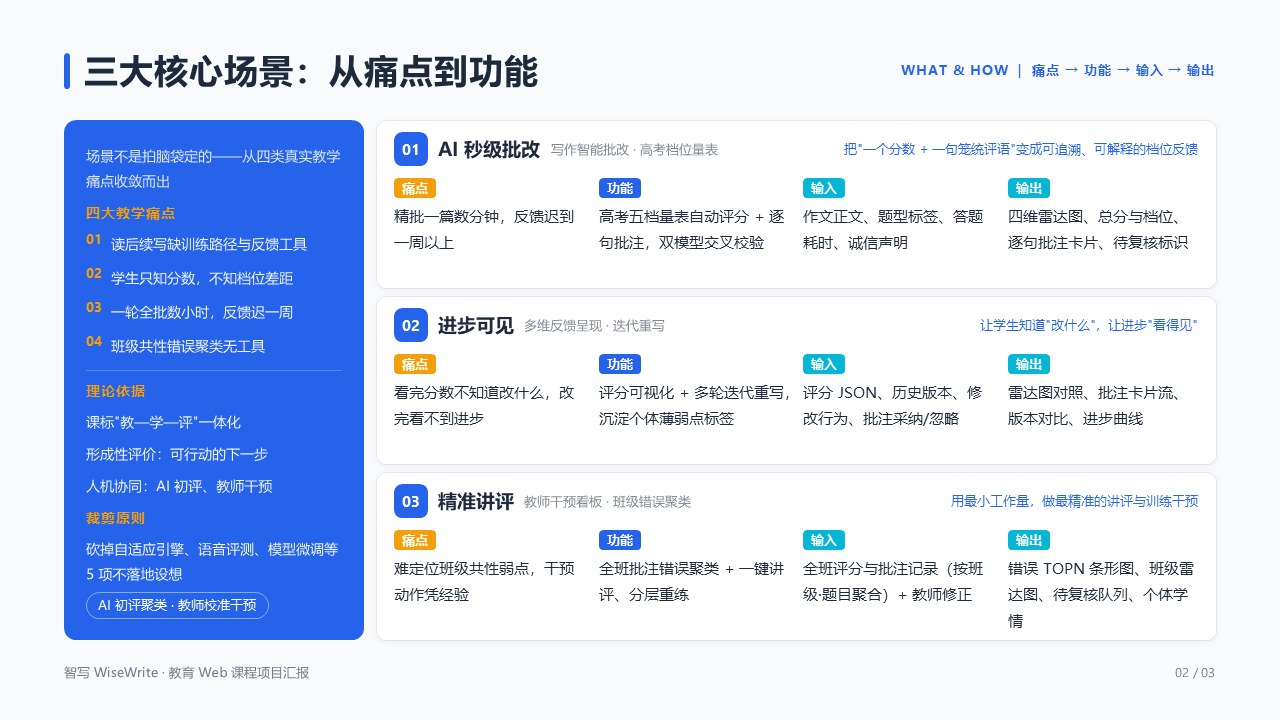 三大核心场景：从痛点到功能
WHAT & HOW | 痛点 → 功能 → 输入 → 输出
场景不是拍脑袋定的——从四类真实教学
痛点收敛而出
四大教学痛点
01 读后续写缺训练路径与反馈工具
02 学生只知分数，不知档位差距
03 一轮全批数小时，反馈迟一周
04 班级共性错误聚类无工具
理论依据
课标"教—学—评"一体化
形成性评价：可行动的下一步
人机协同：AI 初评、教师干预
裁剪原则
砍掉自适应引擎、语音评测、模型微调等
5 项不落地设想
AI 初评聚类 · 教师校准干预
01 AI 秒级批改 写作智能批改 · 高考档位量表
把"一个分数 + 一句笼统评语"变成可追溯、可解释的档位反馈
痛点
精批一篇数分钟，反馈迟到
一周以上
功能
高考五档量表自动评分 + 逐
句批注，双模型交叉校验
输入
作文正文、题型标签、答题
耗时、诚信声明
输出
四维雷达图、总分与档位、
逐句批注卡片、待复核标识
02 进步可见 多维反馈呈现 · 迭代重写
让学生知道"改什么"，让进步"看得见"
痛点
看完分数不知道改什么，改
完看不到进步
功能
评分可视化 + 多轮迭代重写，
沉淀个体薄弱点标签
输入
评分 JSON、历史版本、修
改行为、批注采纳/忽略
输出
雷达图对照、批注卡片流、
版本对比、进步曲线
03 精准讲评 教师干预看板 · 班级错误聚类
用最小工作量，做最精准的讲评与训练干预
痛点
难定位班级共性弱点，干预
动作凭经验
功能
全班批注错误聚类 + 一键讲
评、分层重练
输入
全班评分与批注记录（按班
级·题目聚合）+ 教师修正
输出
错误 TOPN 条形图、班级雷
达图、待复核队列、个体学
情
智写 WiseWrite · 教育 Web 课程项目汇报
02 / 03